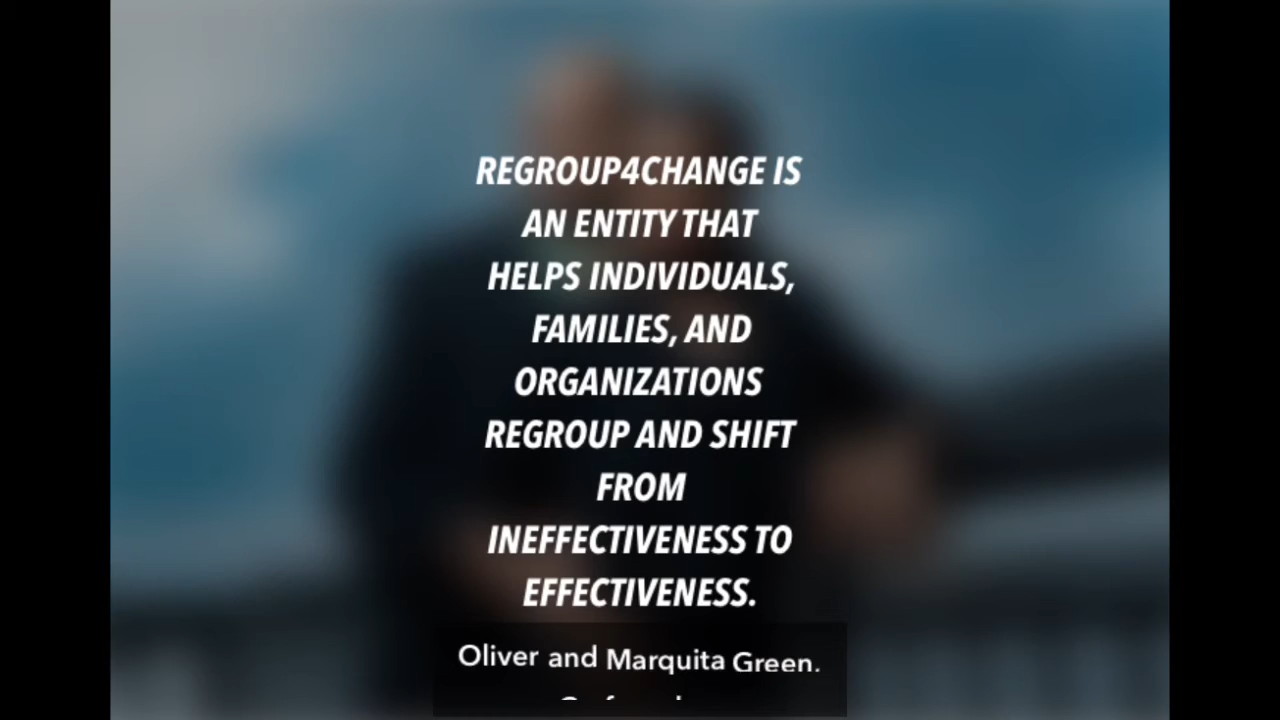 REGROUP4CHANGE IS
AN ENTITY THAT
HELPS INDIVIDUALS,
FAMILIES, AND
ORGANIZATIONS
REGROUP AND SHIFT
FROM
INEFFECTIVENESS TO
EFFECTIVENESS.
Oliver and Marquita Green.